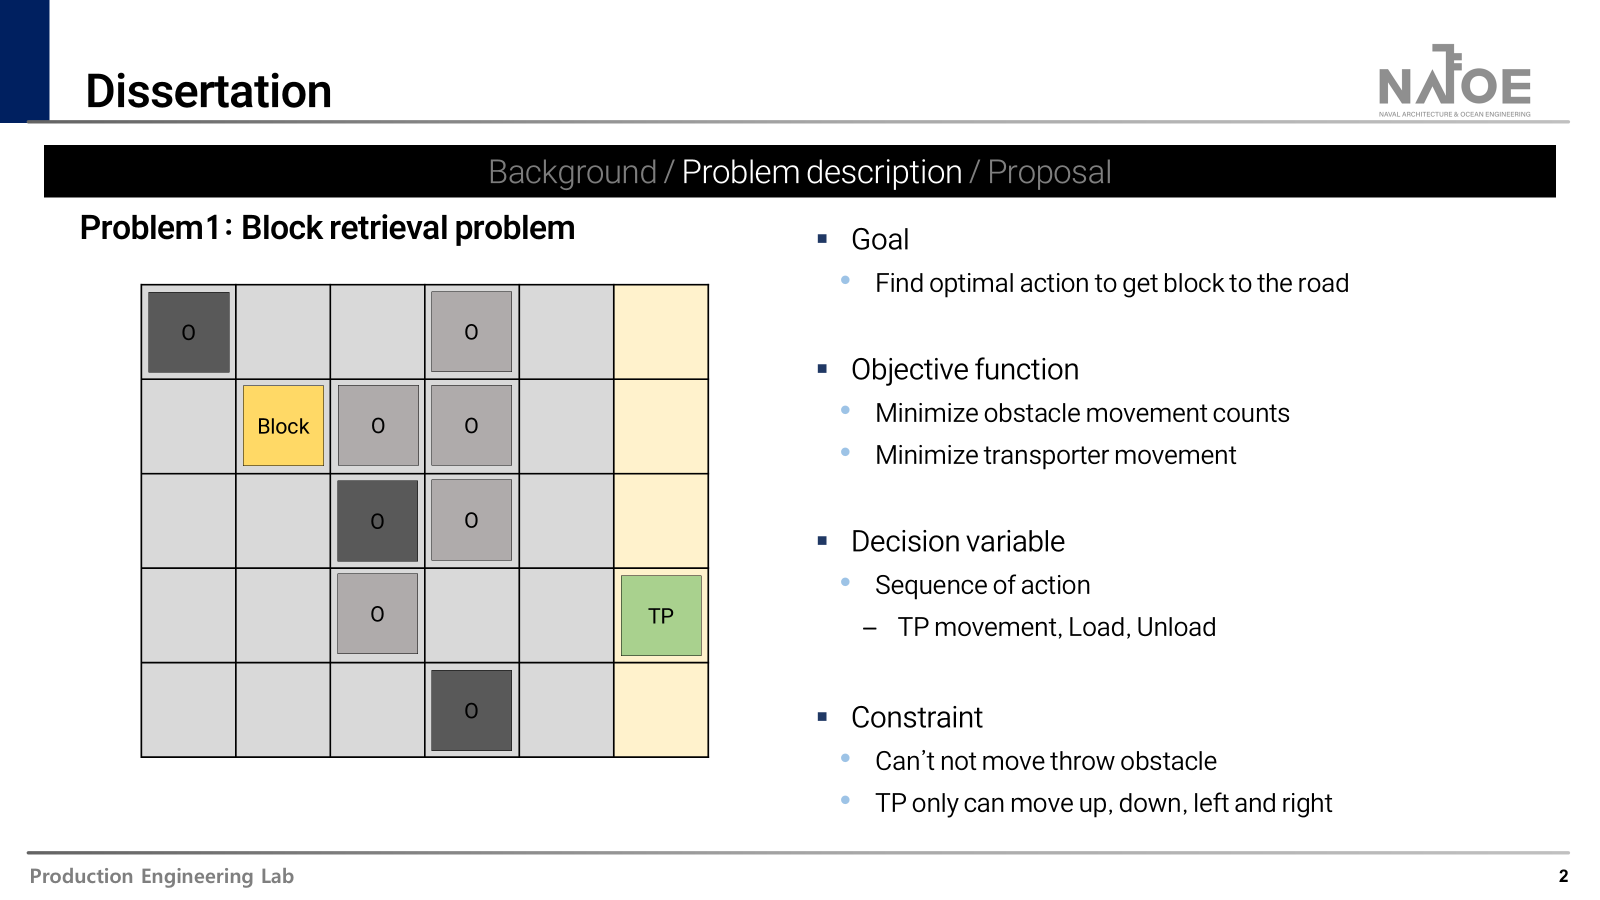 Dissertation
NAOE
NAVAL ARCHITECTURE & OCEAN ENGINEERING
Background / Problem description / Proposal
Problem1: Block retrieval problem
O
O
Block
O
O
O
O
O
TP
O
▪ Goal
• Find optimal action to get block to the road
▪ Objective function
• Minimize obstacle movement counts
• Minimize transporter movement
▪ Decision variable
• Sequence of action
– TP movement, Load, Unload
▪ Constraint
• Can't not move throw obstacle
• TP only can move up, down, left and right
Production Engineering Lab
2